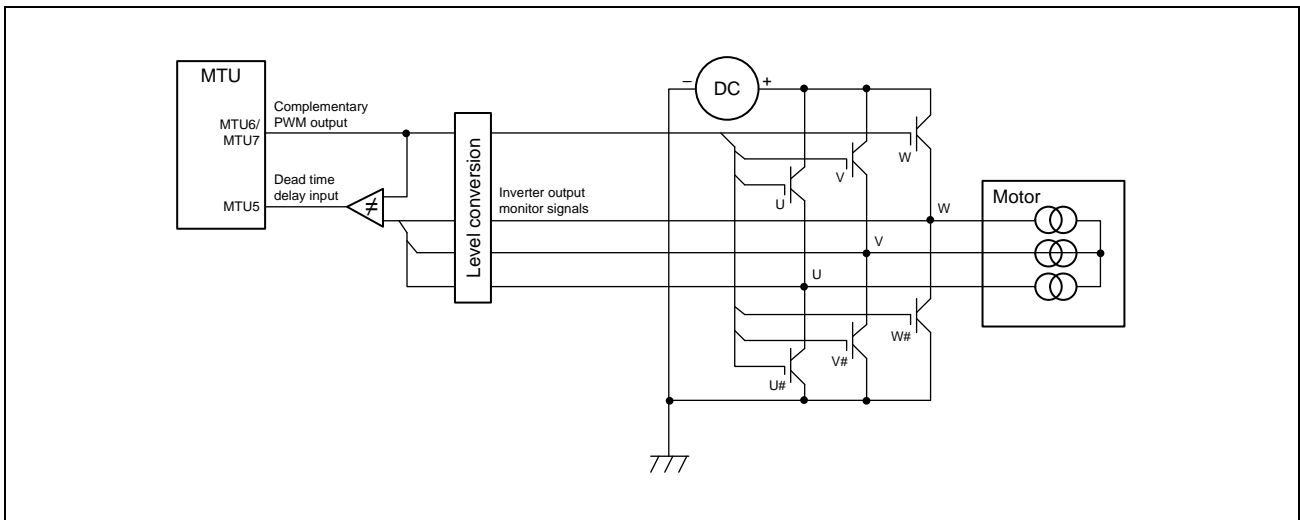 MTU
MTU6/
MTU7
MTU5
Complementary
PWM output
Dead time
delay input
≠
Level conversion
Inverter output
monitor signals
−
DC
+
W
V
U
W
V
U
W#
V#
U#
Motor